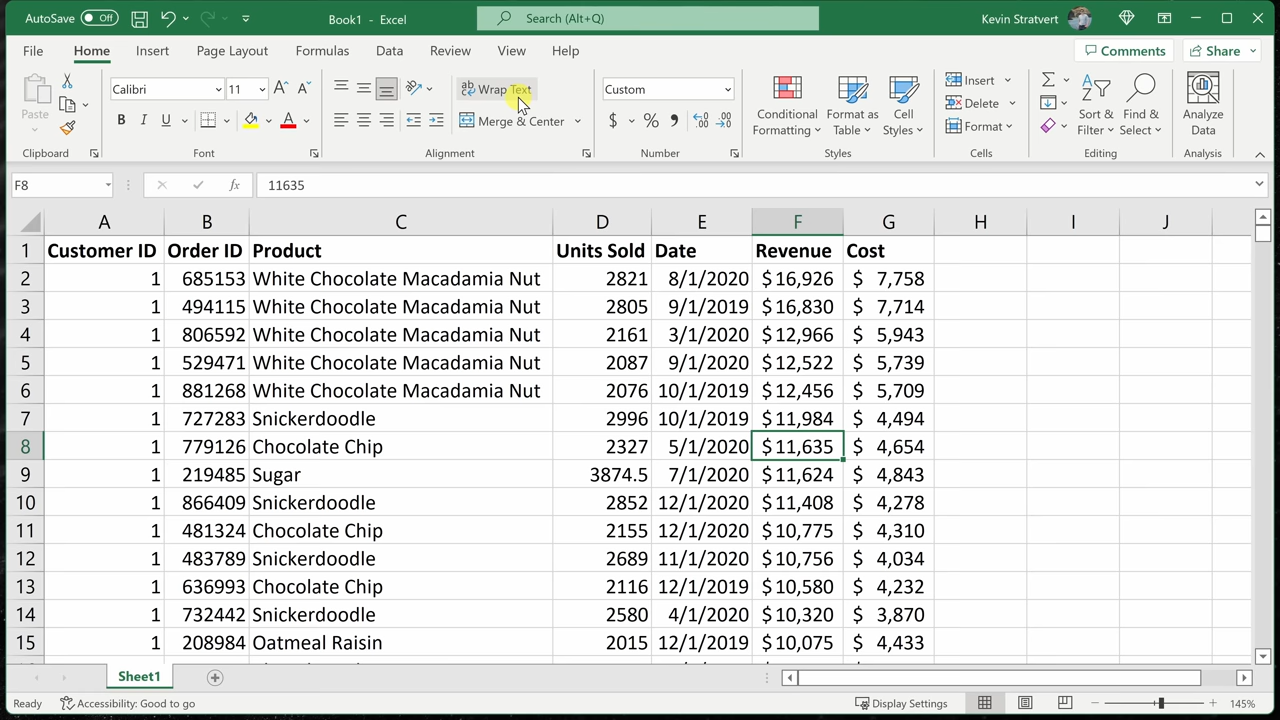 AutoSave Off Book1 - Excel Search (Alt+Q) Kevin Stratvert
File Home Insert Page Layout Formulas Data Review View Help Comments Share
Paste Calibri 11 Wrap Text Custom Conditional Formatting Format as Table Cell Styles Insert Sort & Filter Find & Select Analyze Data
B I U A Merge & Center $ % Delete
Format
Clipboard Font Alignment Number Styles Cells Editing Analysis
F8 fx 11635
A B C D E F G H I J
1 Customer ID Order ID Product Units Sold Date Revenue Cost
2 1 685153 White Chocolate Macadamia Nut 2821 8/1/2020 $16,926 $ 7,758
3 1 494115 White Chocolate Macadamia Nut 2805 9/1/2019 $16,830 $ 7,714
4 1 806592 White Chocolate Macadamia Nut 2161 3/1/2020 $12,966 $ 5,943
5 1 529471 White Chocolate Macadamia Nut 2087 9/1/2020 $12,522 $ 5,739
6 1 881268 White Chocolate Macadamia Nut 2076 10/1/2019 $12,456 $ 5,709
7 1 727283 Snickerdoodle 2996 10/1/2019 $11,984 $ 4,494
8 1 779126 Chocolate Chip 2327 5/1/2020 $11,635 $ 4,654
9 1 219485 Sugar 3874.5 7/1/2020 $11,624 $ 4,843
10 1 866409 Snickerdoodle 2852 12/1/2020 $11,408 $ 4,278
11 1 481324 Chocolate Chip 2155 12/1/2020 $10,775 $ 4,310
12 1 483789 Snickerdoodle 2689 11/1/2020 $10,756 $ 4,034
13 1 636993 Chocolate Chip 2116 12/1/2019 $10,580 $ 4,232
14 1 732442 Snickerdoodle 2580 4/1/2020 $10,320 $ 3,870
15 1 208984 Oatmeal Raisin 2015 12/1/2019 $10,075 $ 4,433
Sheet1
Ready Accessibility: Good to go Display Settings 145%